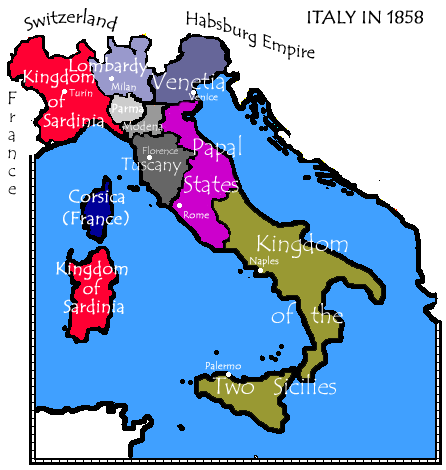 ITALY IN 1858
Switzerland
Habsburg Empire
France
Lombardy
Milan
Venetia
Venice
Kingdom
of
Sardinia
Turin
Parma
Modena
Florence
Tuscany
Papal
States
Rome
Corsica
(France)
Kingdom
of
Sardinia
Kingdom
Naples
of the
Palermo
Two Sicilies